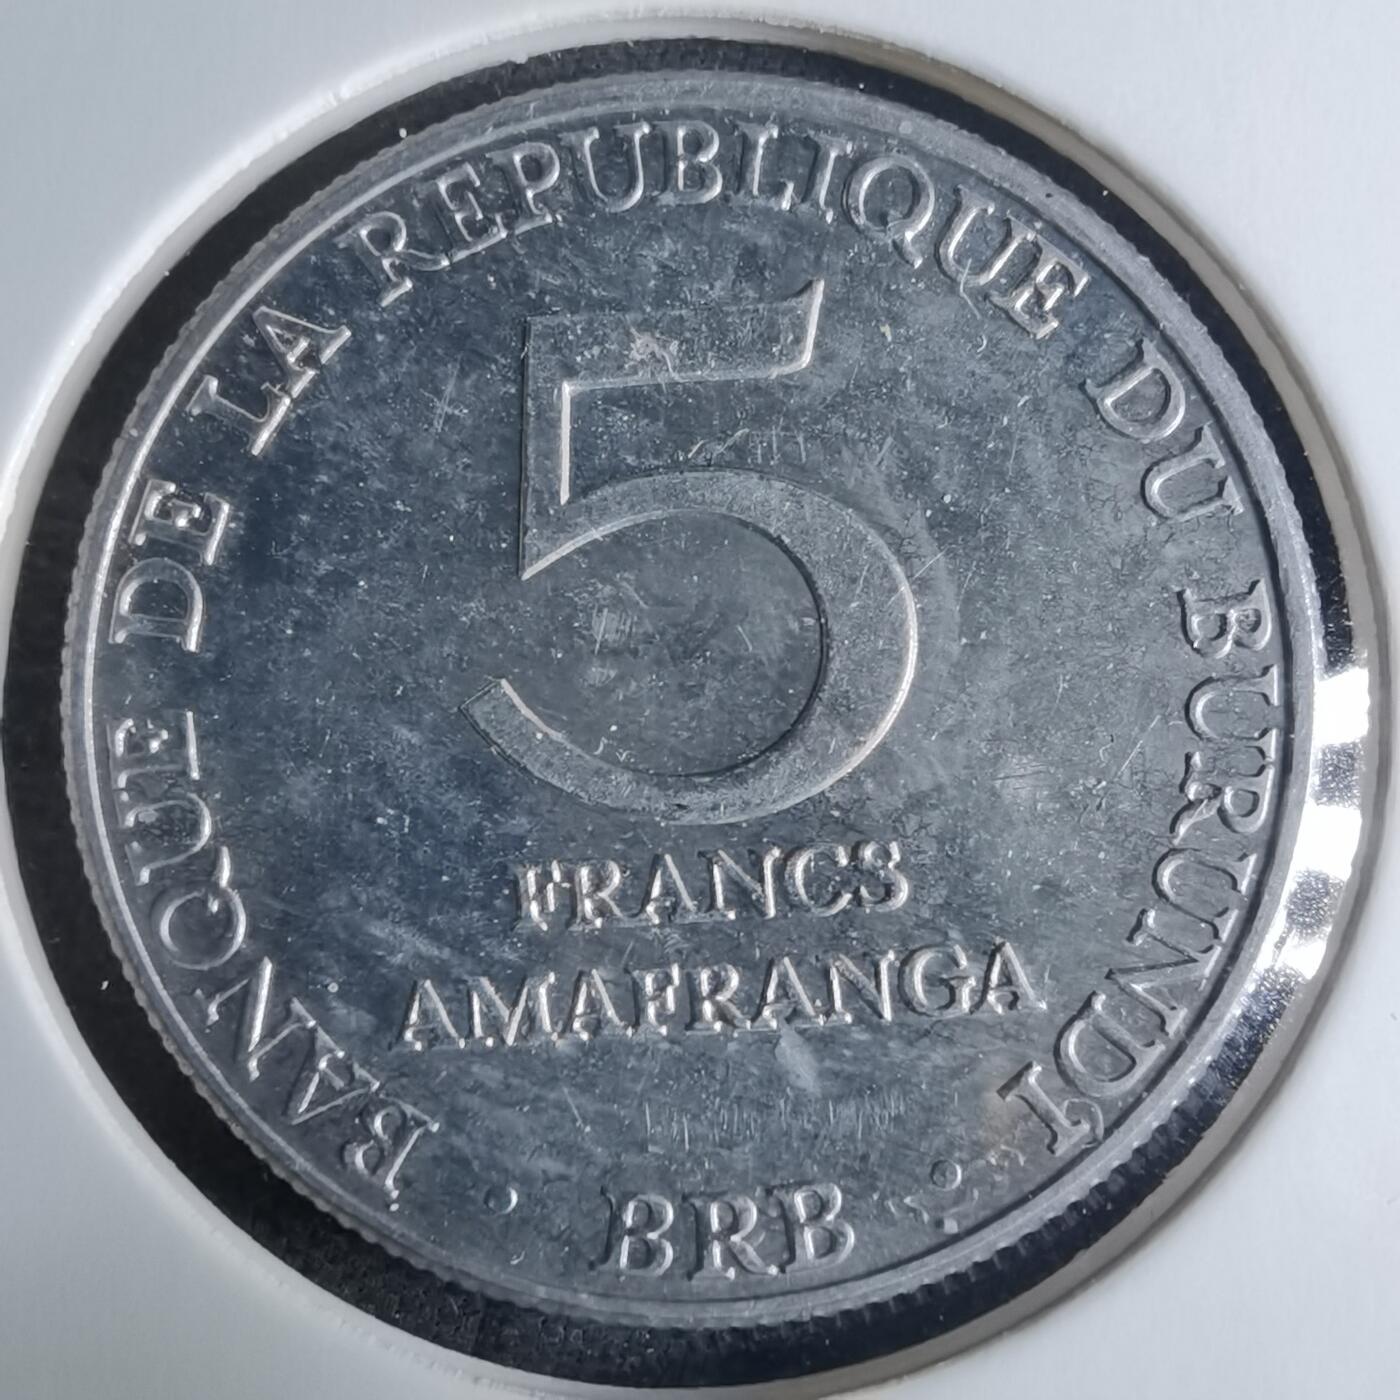 BANQUE DE LA REPUBLIQUE DU BURUNDI
5
FRANCS
AMAFRANGA
· BRB ·